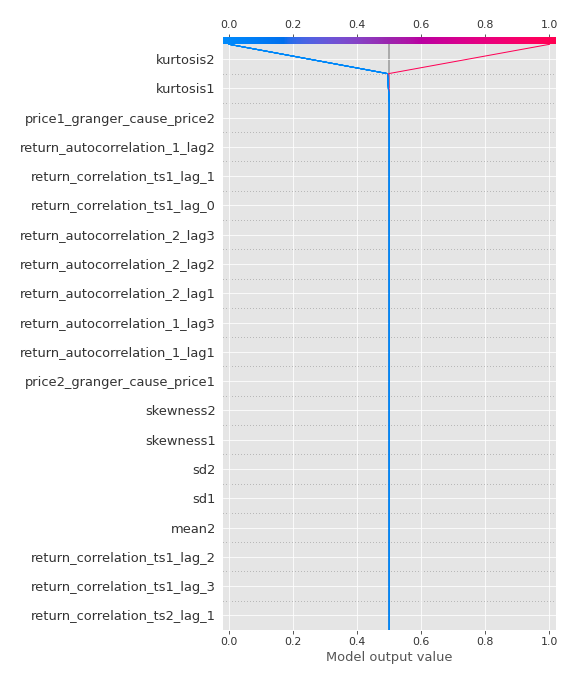 0.0 0.2 0.4 0.6 0.8 1.0
kurtosis2
kurtosis1
price1_granger_cause_price2
return_autocorrelation_1_lag2
return_correlation_ts1_lag_1
return_correlation_ts1_lag_0
return_autocorrelation_2_lag3
return_autocorrelation_2_lag2
return_autocorrelation_2_lag1
return_autocorrelation_1_lag3
return_autocorrelation_1_lag1
price2_granger_cause_price1
skewness2
skewness1
sd2
sd1
mean2
return_correlation_ts1_lag_2
return_correlation_ts1_lag_3
return_correlation_ts2_lag_1
0.0 0.2 0.4 0.6 0.8 1.0
Model output value